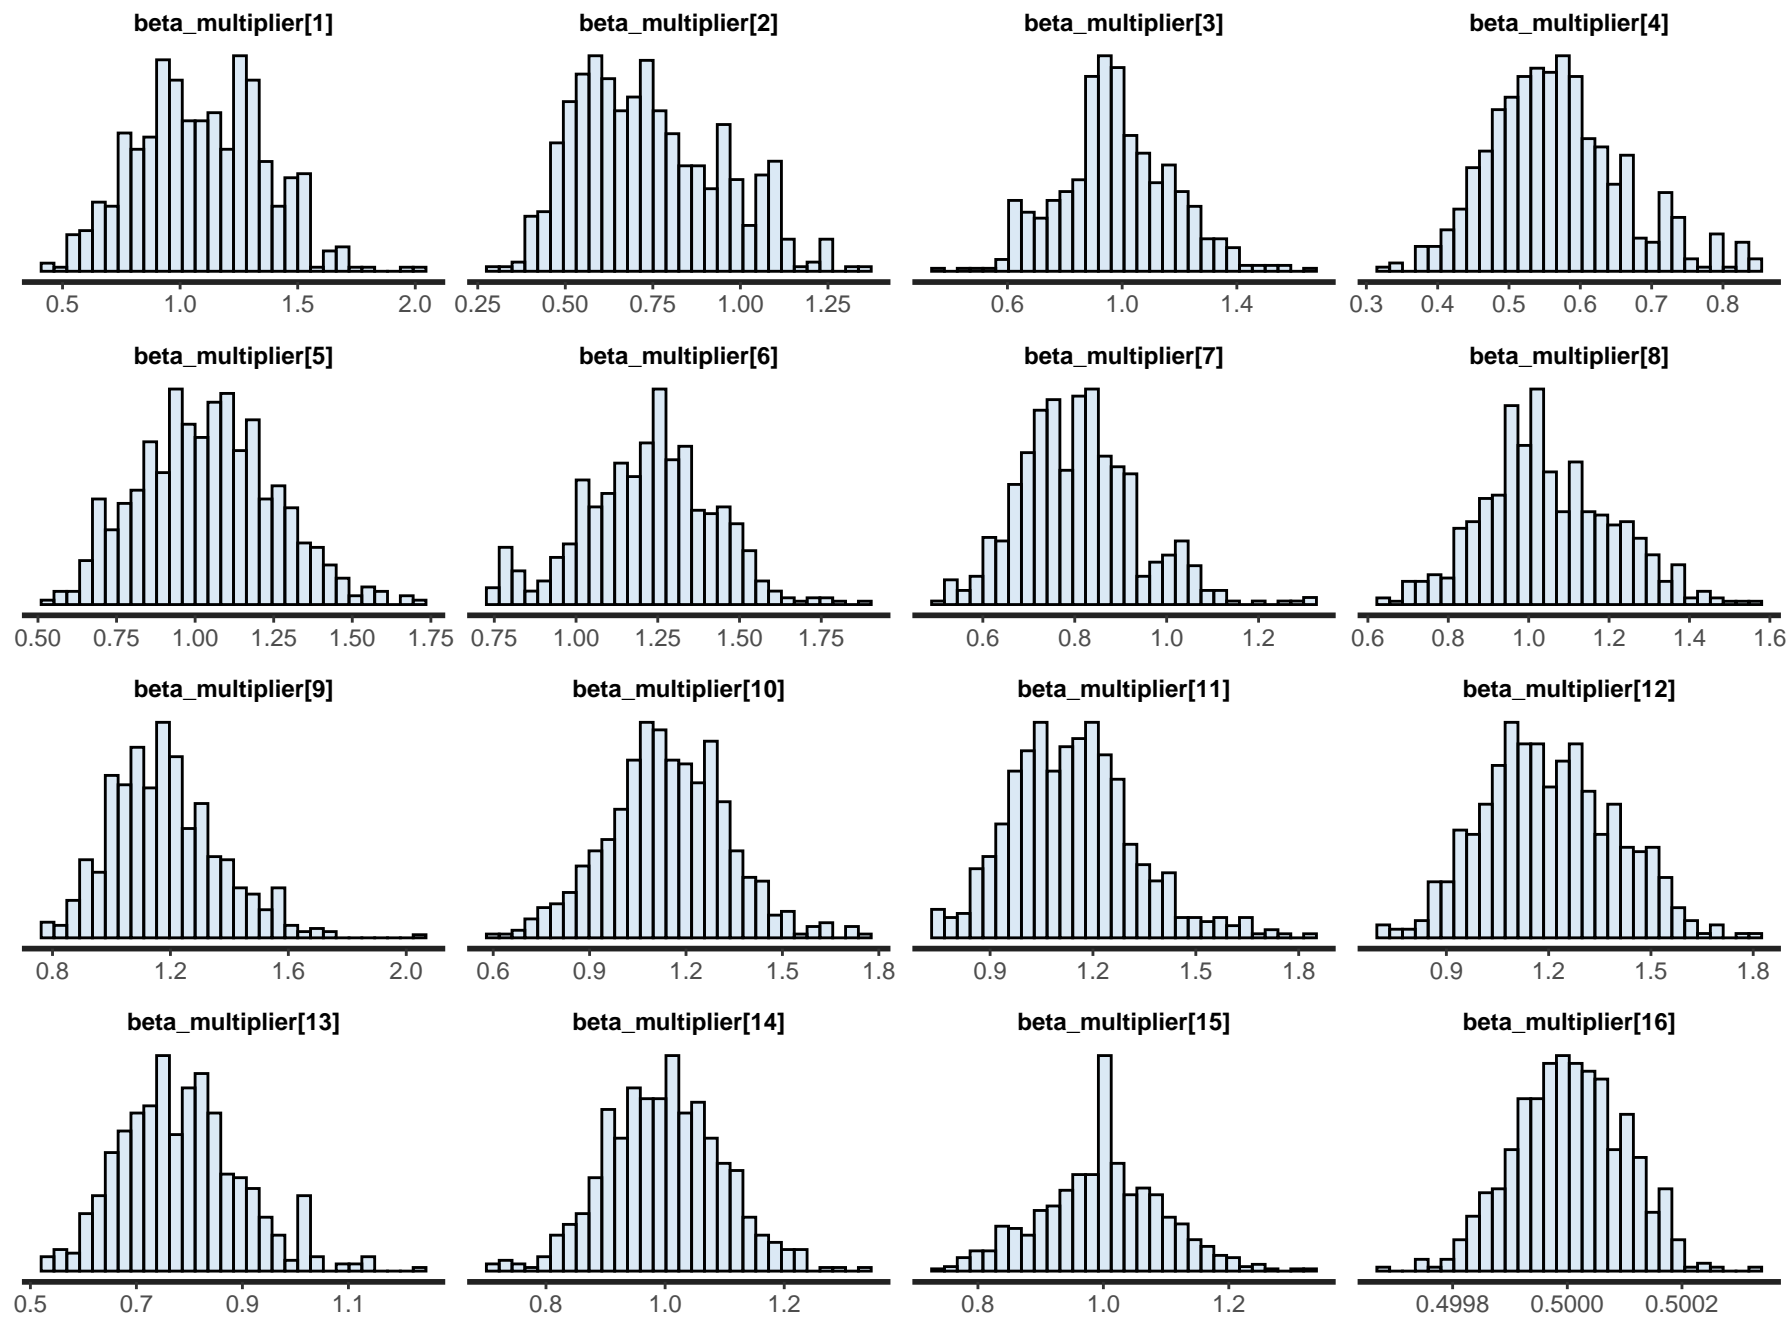 beta_multiplier[1] beta_multiplier[2] beta_multiplier[3] beta_multiplier[4]
0.5 1.0 1.5 2.0 0.25 0.50 0.75 1.00 1.25 0.6 1.0 1.4 0.3 0.4 0.5 0.6 0.7 0.8
beta_multiplier[5] beta_multiplier[6] beta_multiplier[7] beta_multiplier[8]
0.50 0.75 1.00 1.25 1.50 1.75 0.75 1.00 1.25 1.50 1.75 0.6 0.8 1.0 1.2 0.6 0.8 1.0 1.2 1.4 1.6
beta_multiplier[9] beta_multiplier[10] beta_multiplier[11] beta_multiplier[12]
0.8 1.2 1.6 2.0 0.6 0.9 1.2 1.5 1.8 0.9 1.2 1.5 1.8 0.9 1.2 1.5 1.8
beta_multiplier[13] beta_multiplier[14] beta_multiplier[15] beta_multiplier[16]
0.5 0.7 0.9 1.1 0.8 1.0 1.2 0.8 1.0 1.2 0.4998 0.5000 0.5002